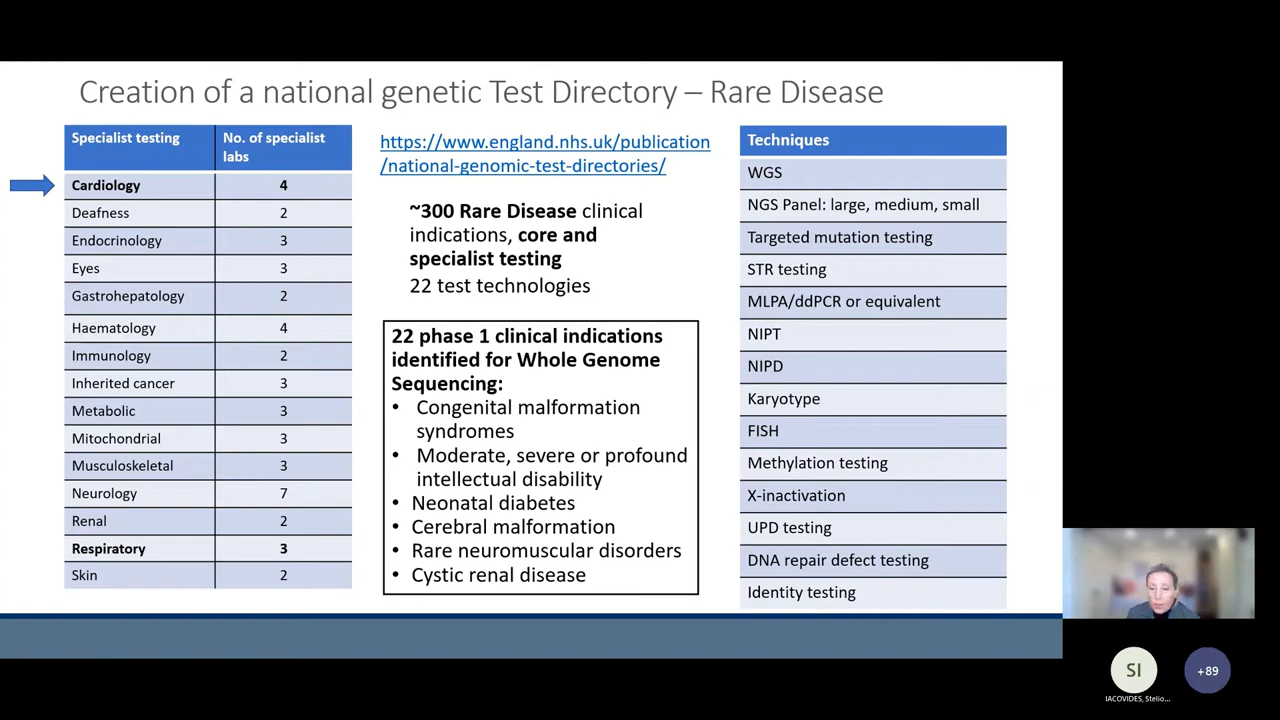 Creation of a national genetic Test Directory – Rare Disease
Specialist testing No. of specialist labs
Cardiology 4
Deafness 2
Endocrinology 3
Eyes 3
Gastrohepatology 2
Haematology 4
Immunology 2
Inherited cancer 3
Metabolic 3
Mitochondrial 3
Musculoskeletal 3
Neurology 7
Renal 2
Respiratory 3
Skin 2
https://www.england.nhs.uk/publication
/national-genomic-test-directories/
~300 Rare Disease clinical
indications, core and
specialist testing
22 test technologies
22 phase 1 clinical indications
identified for Whole Genome
Sequencing:
• Congenital malformation
syndromes
• Moderate, severe or profound
intellectual disability
• Neonatal diabetes
• Cerebral malformation
• Rare neuromuscular disorders
• Cystic renal disease
Techniques
WGS
NGS Panel: large, medium, small
Targeted mutation testing
STR testing
MLPA/ddPCR or equivalent
NIPT
NIPD
Karyotype
FISH
Methylation testing
X-inactivation
UPD testing
DNA repair defect testing
Identity testing
SI
+89
IACOVIDES, Stelio...